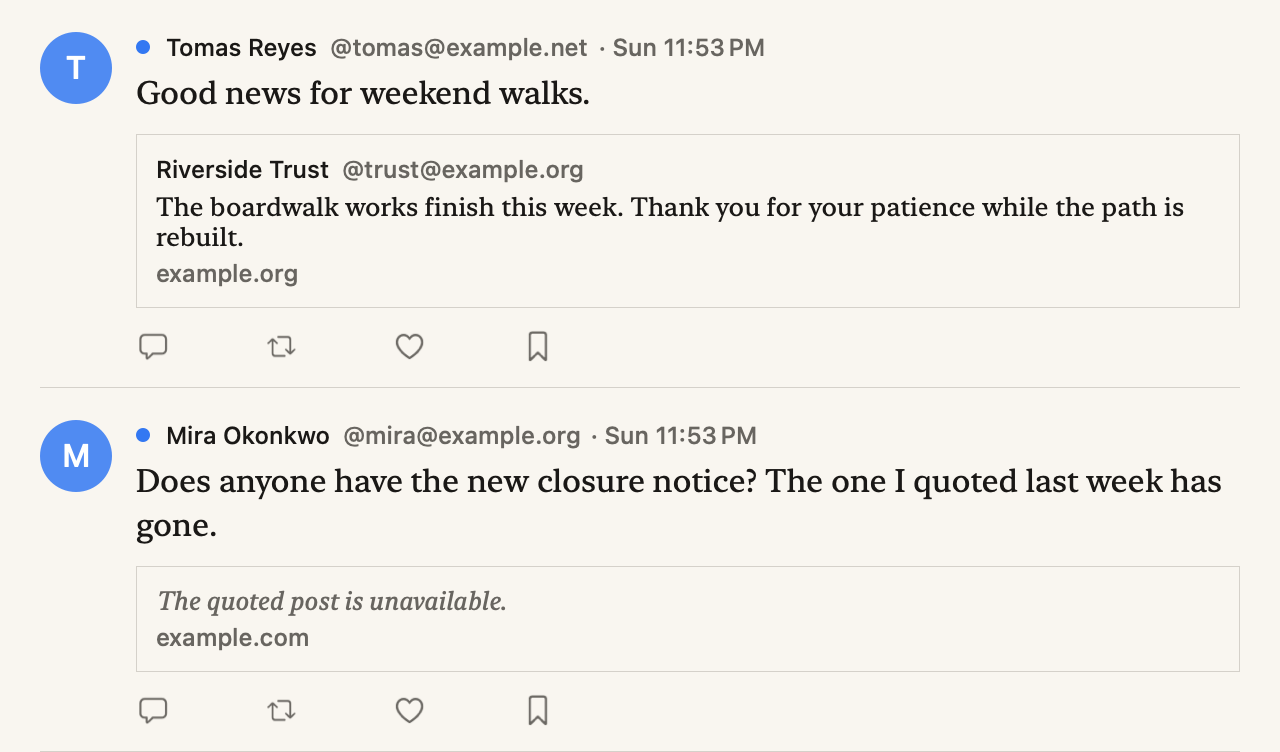 T
Tomas Reyes @tomas@example.net · Sun 11:53 PM
Good news for weekend walks.
Riverside Trust @trust@example.org
The boardwalk works finish this week. Thank you for your patience while the path is
rebuilt.
example.org
M
Mira Okonkwo @mira@example.org · Sun 11:53 PM
Does anyone have the new closure notice? The one I quoted last week has
gone.
The quoted post is unavailable.
example.com